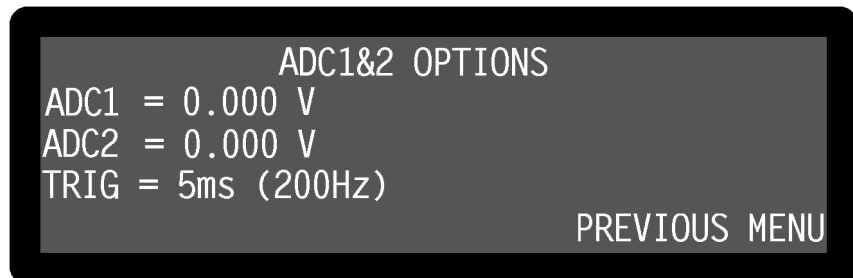 ADC1&2 OPTIONS
ADC1 = 0.000 V
ADC2 = 0.000 V
TRIG = 5ms (200Hz)
PREVIOUS MENU